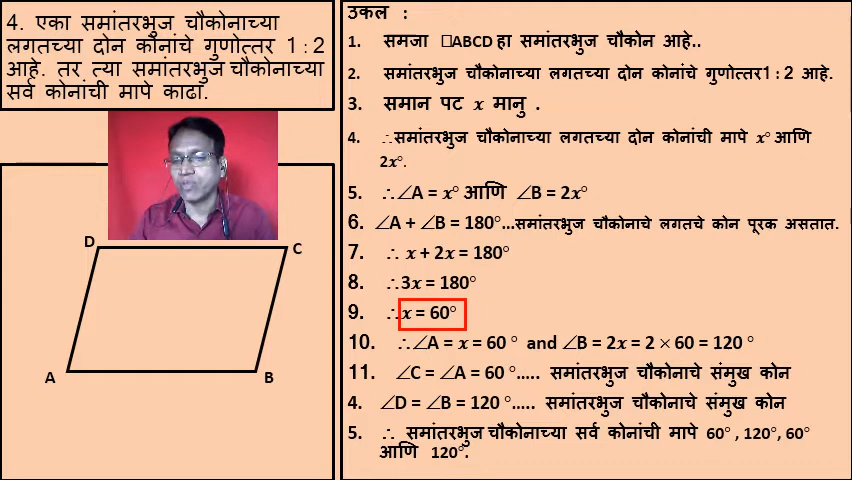 4. एका समांतरभुज चौकोनाच्या
लगतच्या दोन कोनांचे गुणोत्तर 1 : 2
आहे. तर त्या समांतरभुज चौकोनाच्या
सर्व कोनांची मापे काढा.
D
C
A
B
उकल :
1. समजा □ABCD हा समांतरभुज चौकोन आहे..
2. समांतरभुज चौकोनाच्या लगतच्या दोन कोनांचे गुणोत्तर1 : 2 आहे.
3. समान पट x मानु .
4. ∴समांतरभुज चौकोनाच्या लगतच्या दोन कोनांची मापे x° आणि
2x°.
5. ∴∠A = x° आणि ∠B = 2x°
6. ∠A + ∠B = 180°...समांतरभुज चौकोनाचे लगतचे कोन पूरक असतात.
7. ∴ x + 2x = 180°
8. ∴3x = 180°
9. ∴x = 60°
10. ∴∠A = x = 60 ° and ∠B = 2x = 2 × 60 = 120 °
11. ∠C = ∠A = 60 °..... समांतरभुज चौकोनाचे संमुख कोन
4. ∠D = ∠B = 120 °..... समांतरभुज चौकोनाचे संमुख कोन
5. ∴ समांतरभुज चौकोनाच्या सर्व कोनांची मापे 60° , 120°, 60°
आणि 120°.